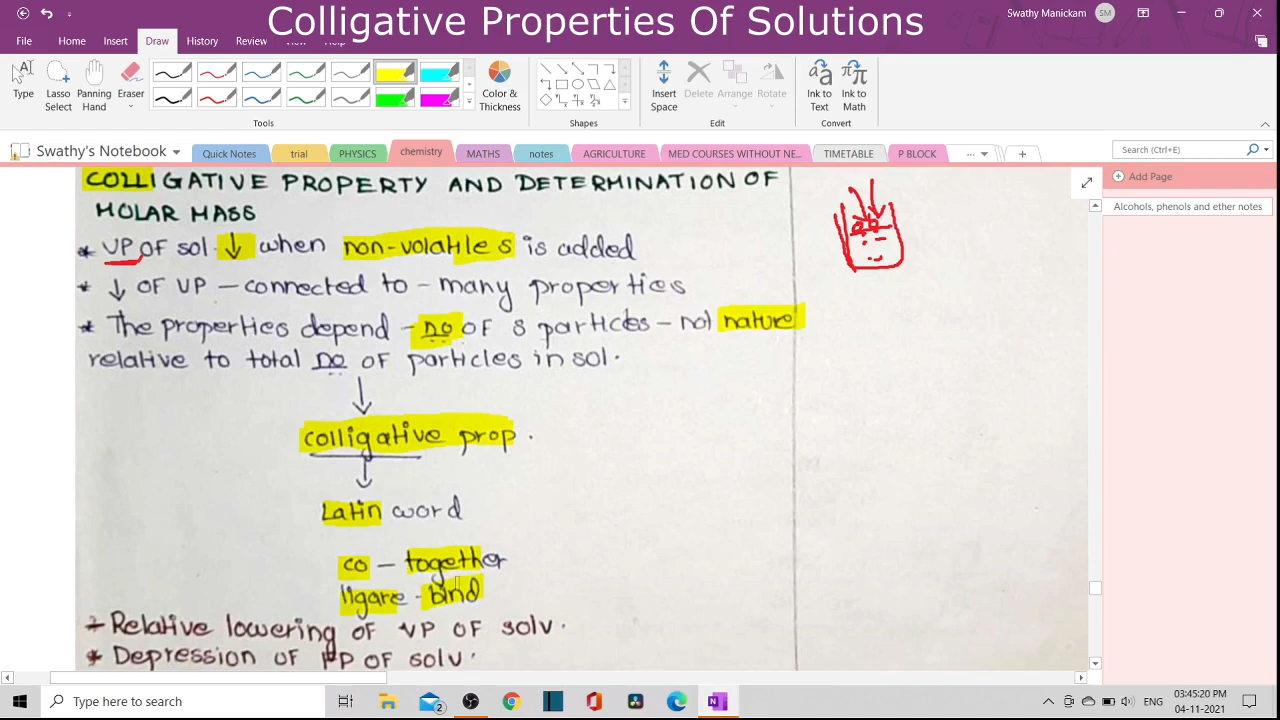 Colligative Properties Of Solutions
Swathy Manickam SM
File Home Insert Draw History Review View Help
Type
Lasso Select
Panning Hand
Eraser
Color & Thickness
Insert Space
Delete
Arrange
Rotate
Ink to Text
Ink to Math
Tools
Shapes
Edit
Convert
Swathy's Notebook
Quick Notes
trial
PHYSICS
chemistry
MATHS
notes
AGRICULTURE
MED COURSES WITHOUT NE...
TIMETABLE
P BLOCK
...
Search (Ctrl+E)
Add Page
Alcohols, phenols and ether notes
COLLIGATIVE PROPERTY AND DETERMINATION OF
MOLAR MASS
* VP OF sol. ↓ when non-volatile s is added
* ↓ OF VP – connected to – many properties
* The properties depend – no OF s particles – not nature
relative to total no OF particles in sol.
↓
colligative prop.
↓
Latin word
co – together
ligare - bind
* Relative lowering OF VP OF solv.
* Depression OF FP OF solv.
Type here to search
2
03:45:20 PM
04-11-2021